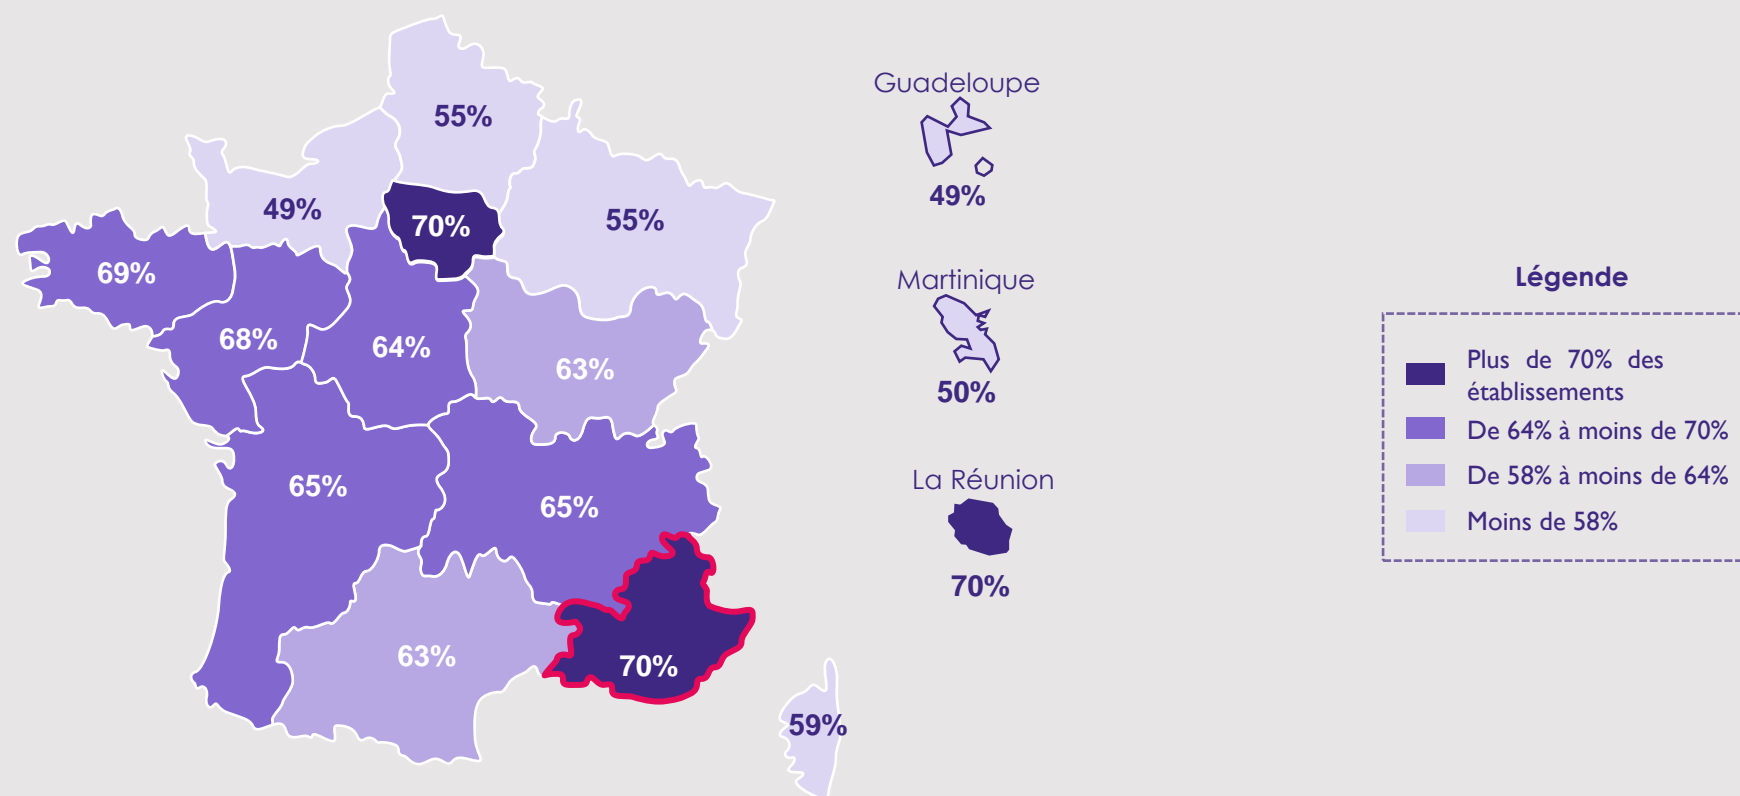 55%
49%
70%
55%
69%
68%
64%
63%
65%
65%
63%
70%
59%
Guadeloupe
49%
Martinique
50%
La Réunion
70%
Légende
Plus de 70% des
établissements
De 64% à moins de 70%
De 58% à moins de 64%
Moins de 58%